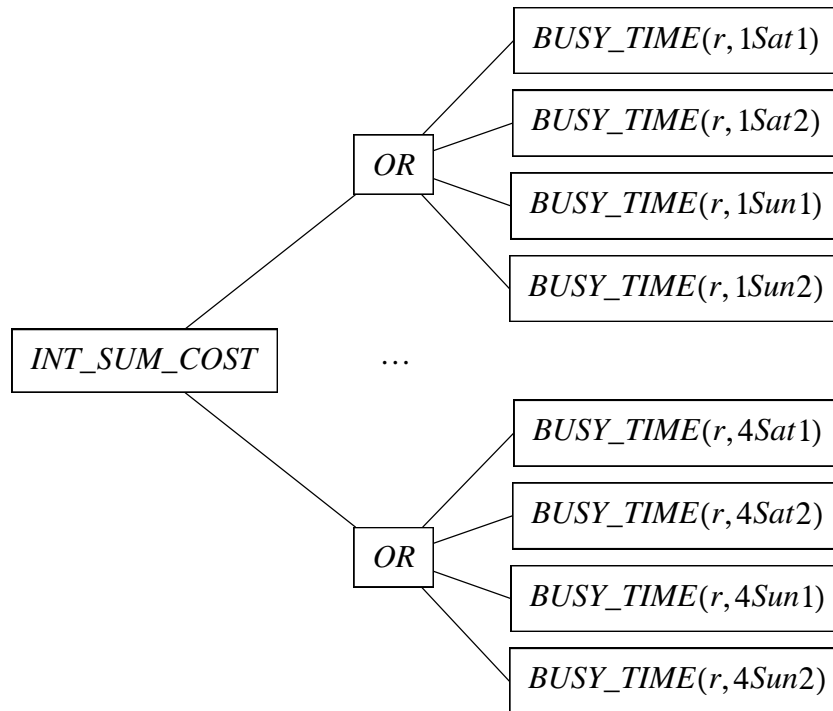 BUSY_TIME(r, 1Sat1)
BUSY_TIME(r, 1Sat2)
OR
BUSY_TIME(r, 1Sun1)
BUSY_TIME(r, 1Sun2)
INT_SUM_COST
...
BUSY_TIME(r, 4Sat1)
BUSY_TIME(r, 4Sat2)
OR
BUSY_TIME(r, 4Sun1)
BUSY_TIME(r, 4Sun2)